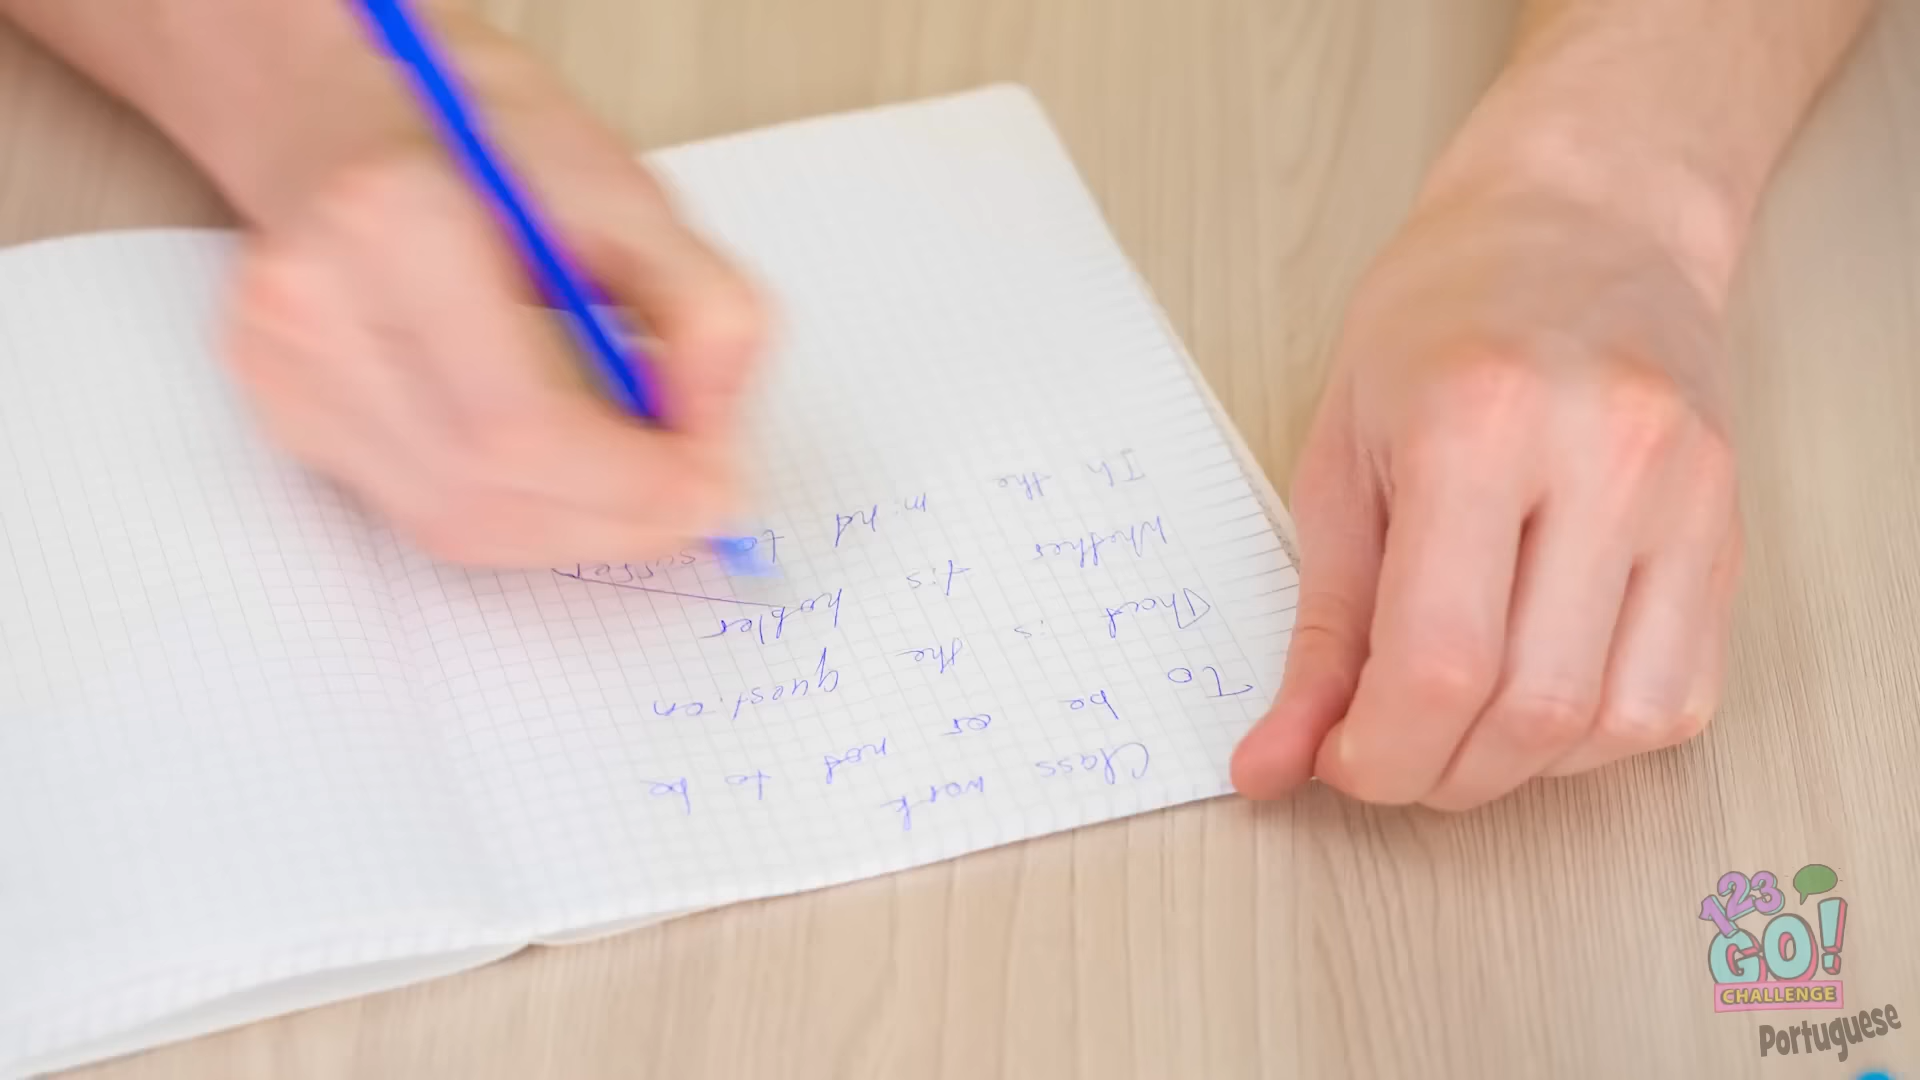 Class work
To be or not to be
That is the question
Whether 'tis nobler
In the mind to suffer
123
GO!
CHALLENGE
Portuguese